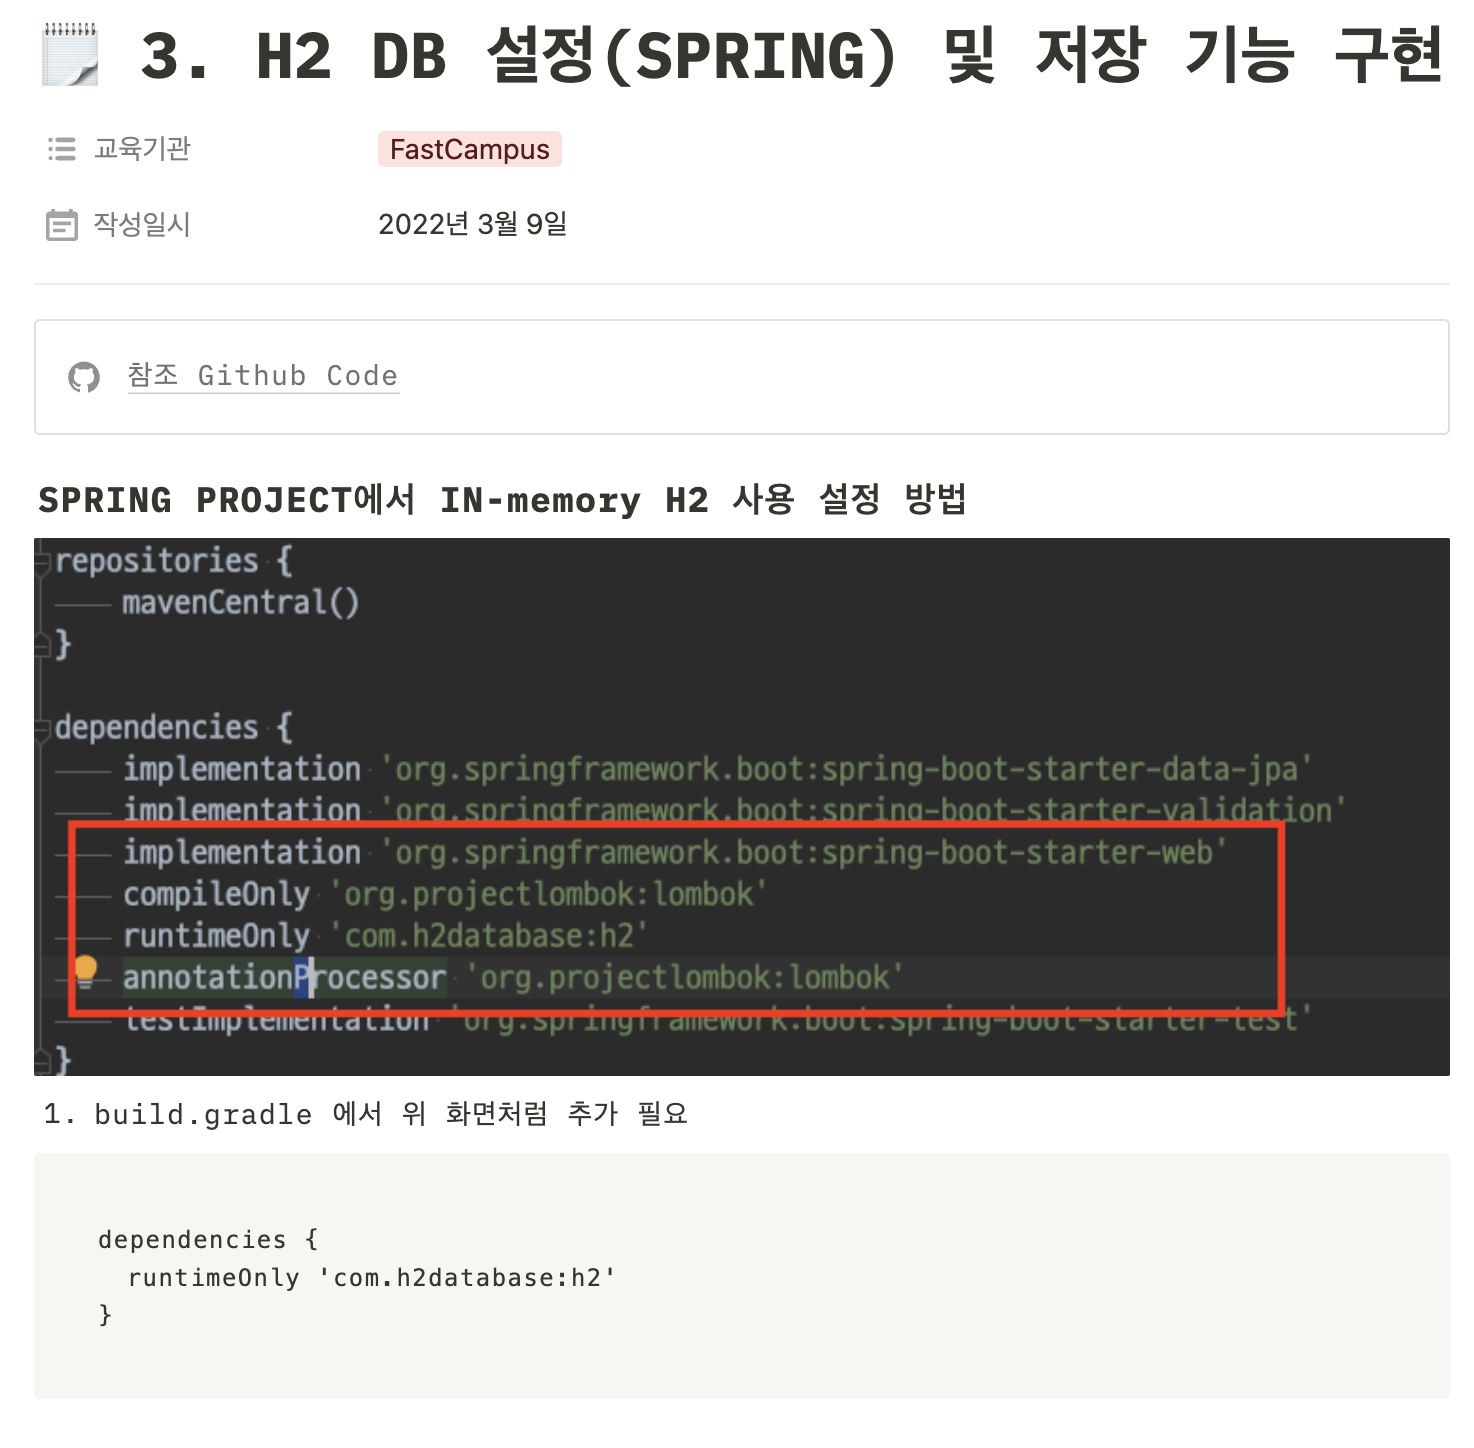 3. H2 DB 설정(SPRING) 및 저장 기능 구현
교육기관 FastCampus
작성일시 2022년 3월 9일
참조 Github Code
SPRING PROJECT에서 IN-memory H2 사용 설정 방법
repositories {
mavenCentral()
}
dependencies {
implementation 'org.springframework.boot:spring-boot-starter-data-jpa'
implementation 'org.springframework.boot:spring-boot-starter-validation'
implementation 'org.springframework.boot:spring-boot-starter-web'
compileOnly 'org.projectlombok:lombok'
runtimeOnly 'com.h2database:h2'
annotationProcessor 'org.projectlombok:lombok'
testImplementation 'org.springframework.boot:spring-boot-starter-test'
}
1. build.gradle 에서 위 화면처럼 추가 필요
dependencies {
runtimeOnly 'com.h2database:h2'
}